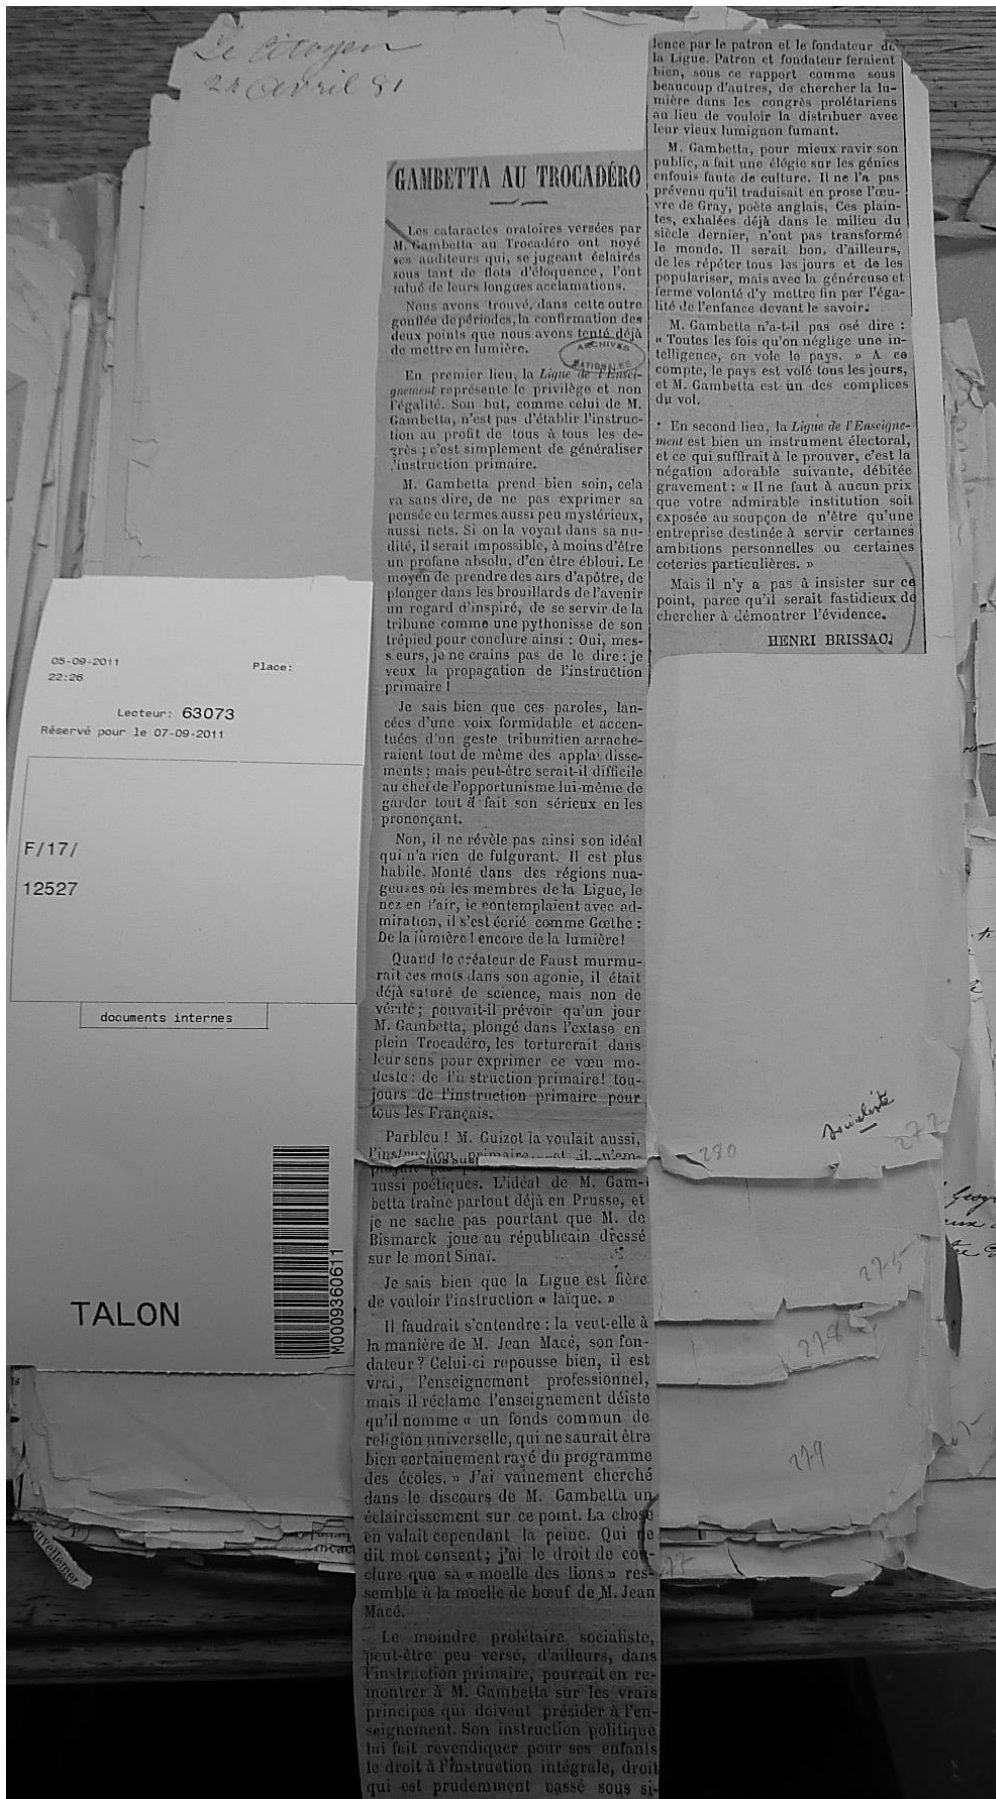 Le Citoyen
24 avril 81
GAMBETTA AU TROCADÉRO
Les cataractes oratoires versées par
M. Gambetta au Trocadéro ont noyé
ses auditeurs qui, se jugeant éclairés
sous tant de flots d'éloquence, l'ont
salué de leurs longues acclamations.
Nous avons trouvé, dans cette outre
gonflée de périodes, la confirmation des
deux points que nous avons tenté déjà
de mettre en lumière.
ARCHIVES
NATIONALES
En premier lieu, la Ligue de l'Ensei-
gnement représente le privilège et non
l'égalité. Son but, comme celui de M.
Gambetta, n'est pas d'établir l'instruc-
tion au profit de tous à tous les de-
grés ; c'est simplement de généraliser
l'instruction primaire.
M. Gambetta prend bien soin, cela
va sans dire, de ne pas exprimer sa
pensée en termes aussi peu mystérieux,
aussi nets. Si on la voyait dans sa nu-
dité, il serait impossible, à moins d'être
un profane absolu, d'en être ébloui. Le
moyen de prendre des airs d'apôtre, de
plonger dans les brouillards de l'avenir
un regard d'inspiré, de se servir de la
tribune comme une pythonisse de son
trépied pour conclure ainsi : Oui, mes-
sieurs, je ne crains pas de le dire : je
veux la propagation de l'instruction
primaire !
Je sais bien que ces paroles, lan-
cées d'une voix formidable et accen-
tuées d'un geste tribunitien arrache-
raient tout de même des applaudisse-
ments ; mais peut-être serait-il difficile
au chef de l'opportunisme lui-même de
garder tout à fait son sérieux en les
prononçant.
Non, il ne révèle pas ainsi son idéal
qui n'a rien de fulgurant. Il est plus
habile. Monté dans des régions nua-
geuses où les membres de la Ligue, le
nez en l'air, le contemplaient avec ad-
miration, il s'est écrié comme Gœthe :
De la lumière ! encore de la lumière !
Quand le créateur de Faust murmu-
rait ces mots dans son agonie, il était
déjà saturé de science, mais non de
vérité ; pouvait-il prévoir qu'un jour
M. Gambetta, plongé dans l'extase en
plein Trocadéro, les torturerait dans
leur sens pour exprimer ce vœu mo-
deste : de l'instruction primaire ! tou-
jours de l'instruction primaire pour
tous les Français.
Parbleu ! M. Guizot la voulait aussi,
l'instruction primaire et il n'em-
ployait pas
aussi poétiques. L'idéal de M. Gam-
betta traîne partout déjà en Prusse, et
je ne sache pas pourtant que M. de
Bismarck joue au républicain dressé
sur le mont Sinaï.
Je sais bien que la Ligue est fière
de vouloir l'instruction « laïque. »
Il faudrait s'entendre : la veut-elle à
la manière de M. Jean Macé, son fon-
dateur ? Celui-ci repousse bien, il est
vrai, l'enseignement professionnel,
mais il réclame l'enseignement déiste
qu'il nomme « un fonds commun de
religion universelle, qui ne saurait être
bien certainement rayé du programme
des écoles. » J'ai vainement cherché
dans le discours de M. Gambetta un
éclaircissement sur ce point. La chose
en valait cependant la peine. Qui ne
dit mot consent ; j'ai le droit de con-
clure que sa « moelle des lions » res-
semble à la moelle de bœuf de M. Jean
Macé.
Le moindre prolétaire socialiste,
peut-être peu versé, d'ailleurs, dans
l'instruction primaire, pourrait en re-
montrer à M. Gambetta sur les vrais
principes qui doivent présider à l'en-
seignement. Son instruction politique
lui fait revendiquer pour ses enfants
le droit à l'instruction intégrale, droit
qui est prudemment passé sous si-
lence par le patron et le fondateur de
la Ligue. Patron et fondateur feraient
bien, sous ce rapport comme sous
beaucoup d'autres, de chercher la lu-
mière dans les congrès prolétariens
au lieu de vouloir la distribuer avec
leur vieux lumignon fumant.
M. Gambetta, pour mieux ravir son
public, a fait une élégie sur les génies
enfouis faute de culture. Il ne l'a pas
prévenu qu'il traduisait en prose l'œu-
vre de Gray, poète anglais. Ces plain-
tes, exhalées déjà dans le milieu du
siècle dernier, n'ont pas transformé
le monde. Il serait bon, d'ailleurs,
de les répéter tous les jours et de les
populariser, mais avec la généreuse et
ferme volonté d'y mettre fin par l'éga-
lité de l'enfance devant le savoir.
M. Gambetta n'a-t-il pas osé dire :
« Toutes les fois qu'on néglige une in-
telligence, on vole le pays. » A ce
compte, le pays est volé tous les jours,
et M. Gambetta est un des complices
du vol.
En second lieu, la Ligue de l'Enseigne-
ment est bien un instrument électoral,
et ce qui suffirait à le prouver, c'est la
négation adorable suivante, débitée
gravement : « Il ne faut à aucun prix
que votre admirable institution soit
exposée au soupçon de n'être qu'une
entreprise destinée à servir certaines
ambitions personnelles ou certaines
coteries particulières. »
Mais il n'y a pas à insister sur ce
point, parce qu'il serait fastidieux de
chercher à démontrer l'évidence.
HENRI BRISSAC.
05-09-2011
22:26
Place:
Lecteur: 63073
Réservé pour le 07-09-2011
F/17/
12527
documents internes
TALON
M0009360611
socialiste
280
272
275
278
279